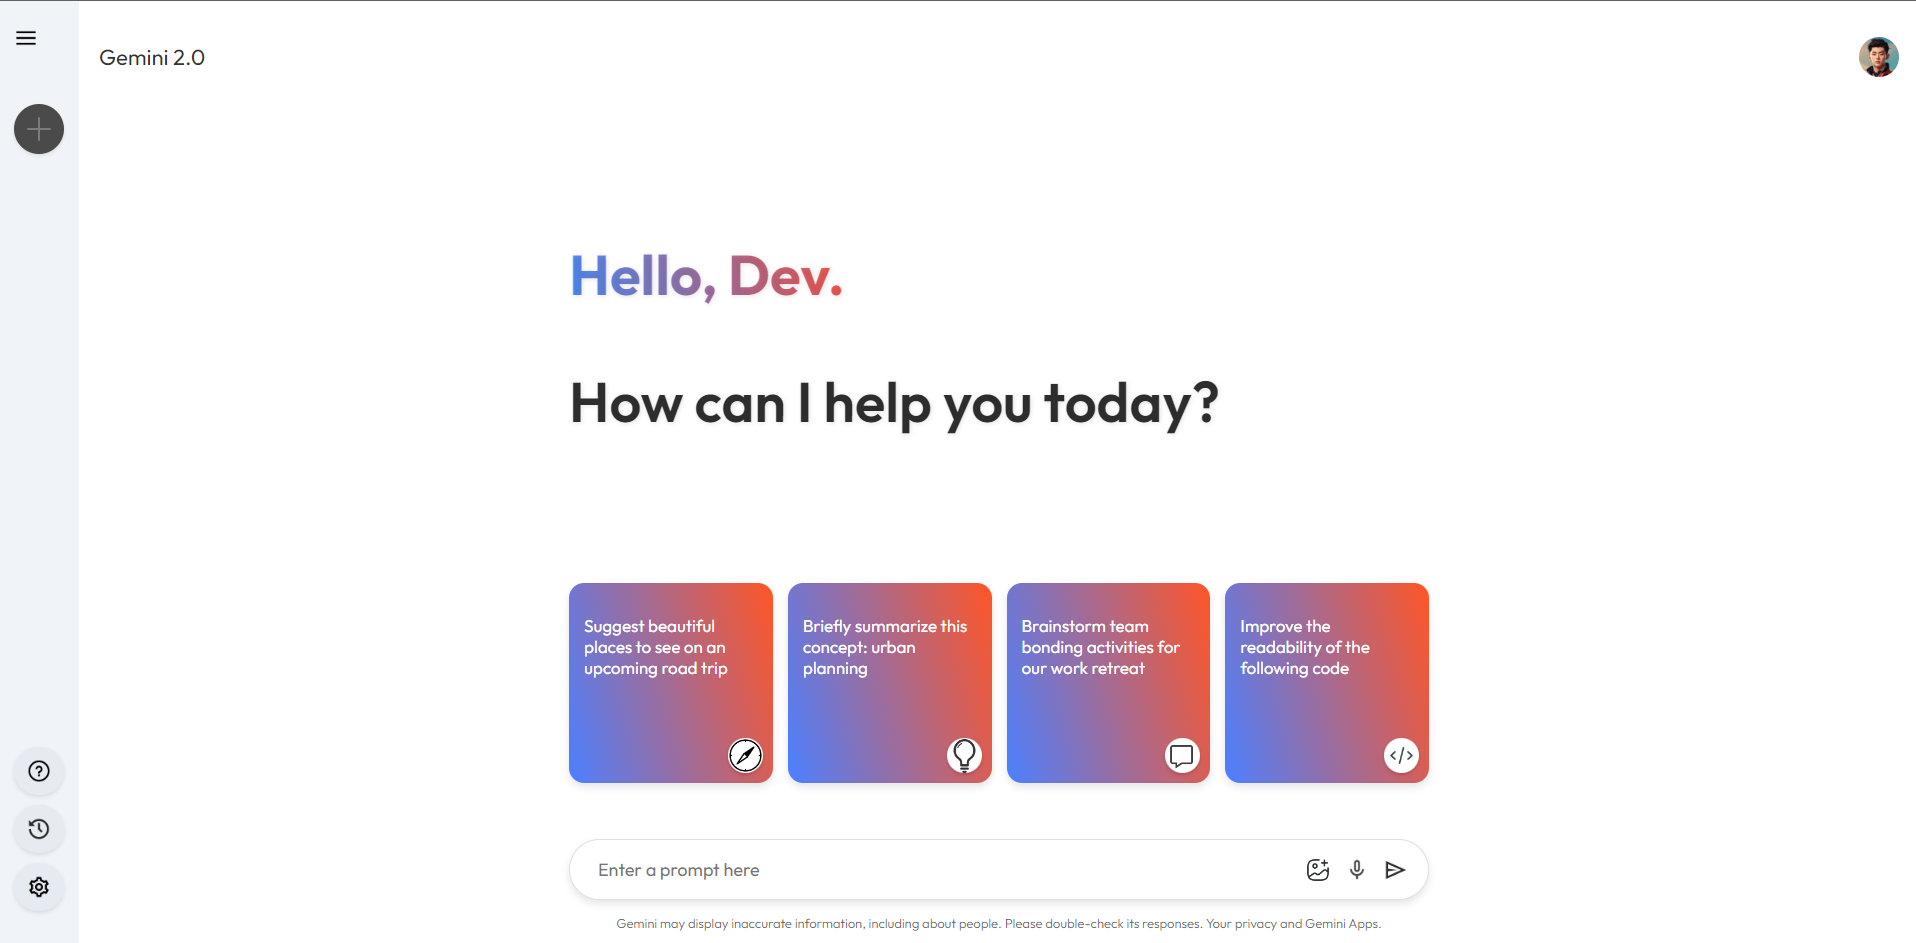 Gemini 2.0
Hello, Dev.
How can I help you today?
Suggest beautiful
places to see on an
upcoming road trip
Briefly summarize this
concept: urban
planning
Brainstorm team
bonding activities for
our work retreat
Improve the
readability of the
following code
Enter a prompt here
Gemini may display inaccurate information, including about people. Please double-check its responses. Your privacy and Gemini Apps.